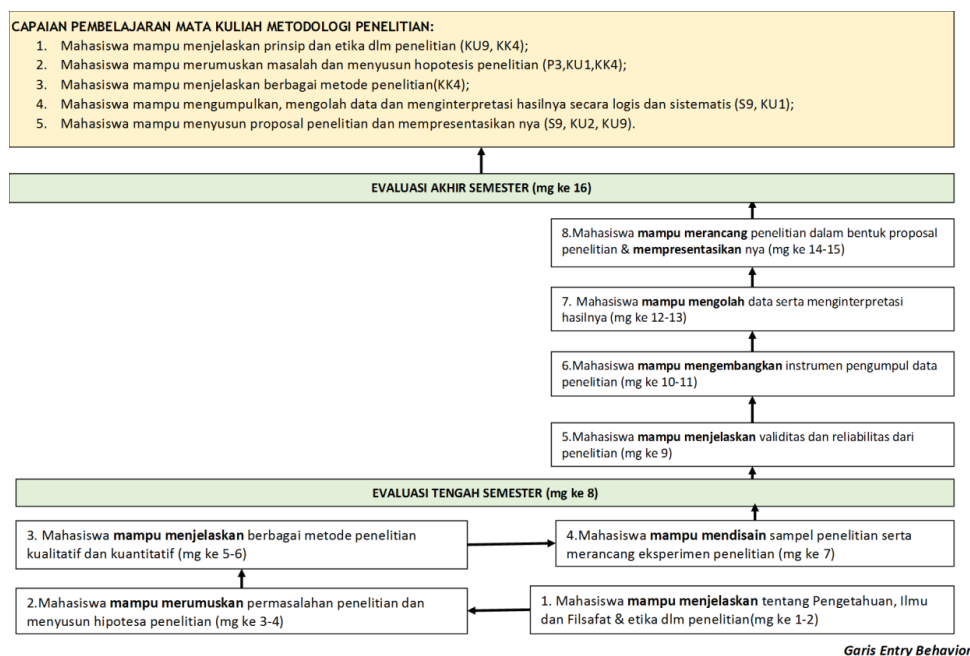 CAPAIAN PEMBELAJARAN MATA KULIAH METODOLOGI PENELITIAN:
1. Mahasiswa mampu menjelaskan prinsip dan etika dlm penelitian (KU9, KK4);
2. Mahasiswa mampu merumuskan masalah dan menyusun hopotesis penelitian (P3,KU1,KK4);
3. Mahasiswa mampu menjelaskan berbagai metode penelitian(KK4);
4. Mahasiswa mampu mengumpulkan, mengolah data dan menginterpretasi hasilnya secara logis dan sistematis (S9, KU1);
5. Mahasiswa mampu menyusun proposal penelitian dan mempresentasikan nya (S9, KU2, KU9).
EVALUASI AKHIR SEMESTER (mg ke 16)
8.Mahasiswa mampu merancang penelitian dalam bentuk proposal
penelitian & mempresentasikan nya (mg ke 14-15)
7. Mahasiswa mampu mengolah data serta menginterpretasi
hasilnya (mg ke 12-13)
6.Mahasiswa mampu mengembangkan instrumen pengumpul data
penelitian (mg ke 10-11)
5.Mahasiswa mampu menjelaskan validitas dan reliabilitas dari
penelitian (mg ke 9)
EVALUASI TENGAH SEMESTER (mg ke 8)
3. Mahasiswa mampu menjelaskan berbagai metode penelitian
kualitatif dan kuantitatif (mg ke 5-6)
4.Mahasiswa mampu mendisain sampel penelitian serta
merancang eksperimen penelitian (mg ke 7)
2.Mahasiswa mampu merumuskan permasalahan penelitian dan
menyusun hipotesa penelitian (mg ke 3-4)
1. Mahasiswa mampu menjelaskan tentang Pengetahuan, Ilmu
dan Filsafat & etika dlm penelitian(mg ke 1-2)
Garis Entry Behavior